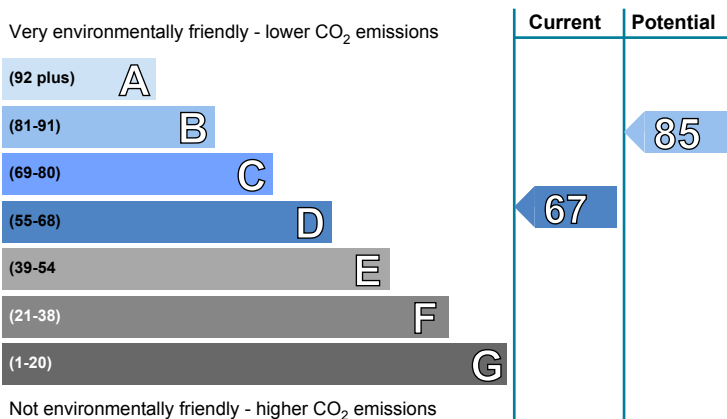 Very environmentally friendly - lower CO₂ emissions
Current
Potential
(92 plus) A
(81-91) B
85
(69-80) C
(55-68) D
67
(39-54 E
(21-38) F
(1-20) G
Not environmentally friendly - higher CO₂ emissions